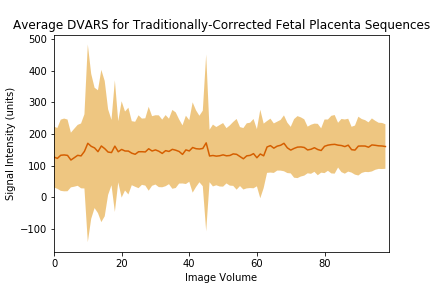 Average DVARS for Traditionally-Corrected Fetal Placenta Sequences
500
400
300
200
100
0
−100
Signal Intensity (units)
0 20 40 60 80
Image Volume